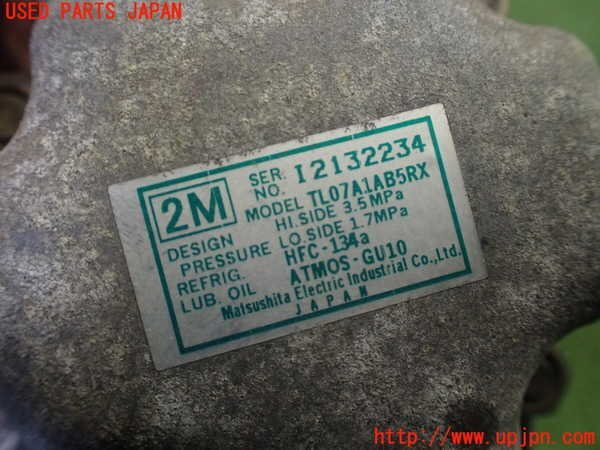 USED PARTS JAPAN
2M
SER. NO. I2132234
MODEL TL07A1AB5RX
DESIGN PRESSURE HI.SIDE 3.5MPa
LO.SIDE 1.7MPa
REFRIG. HFC-134a
LUB. OIL ATMOS-GU10
Matsushita Electric Industrial Co.,Ltd.
JAPAN
http://www.upjpn.com/